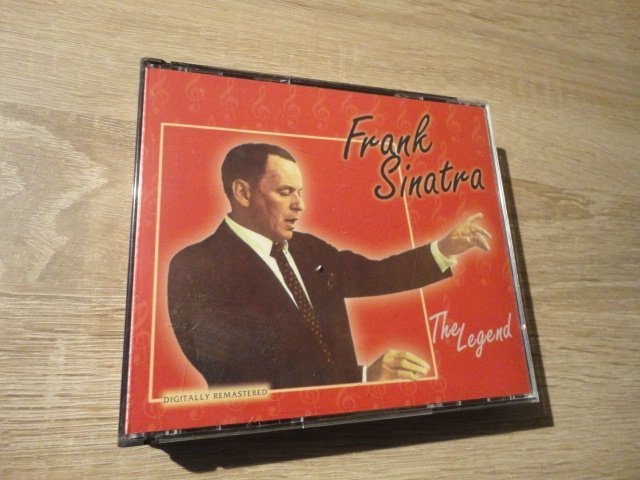 Frank
Sinatra
The Legend
DIGITALLY REMASTERED